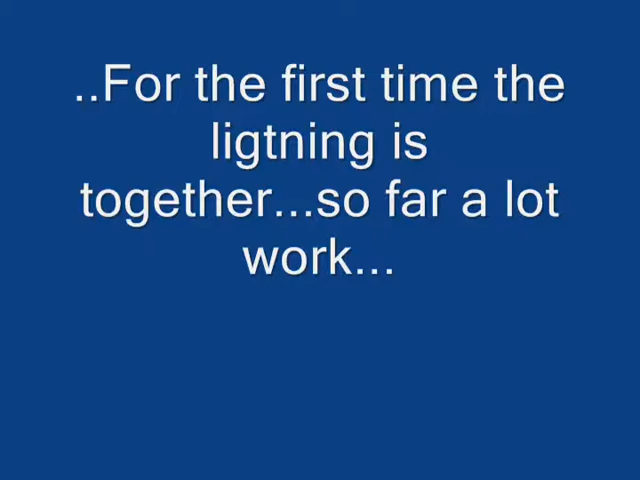 ..For the first time the
ligtning is
together...so far a lot
work...